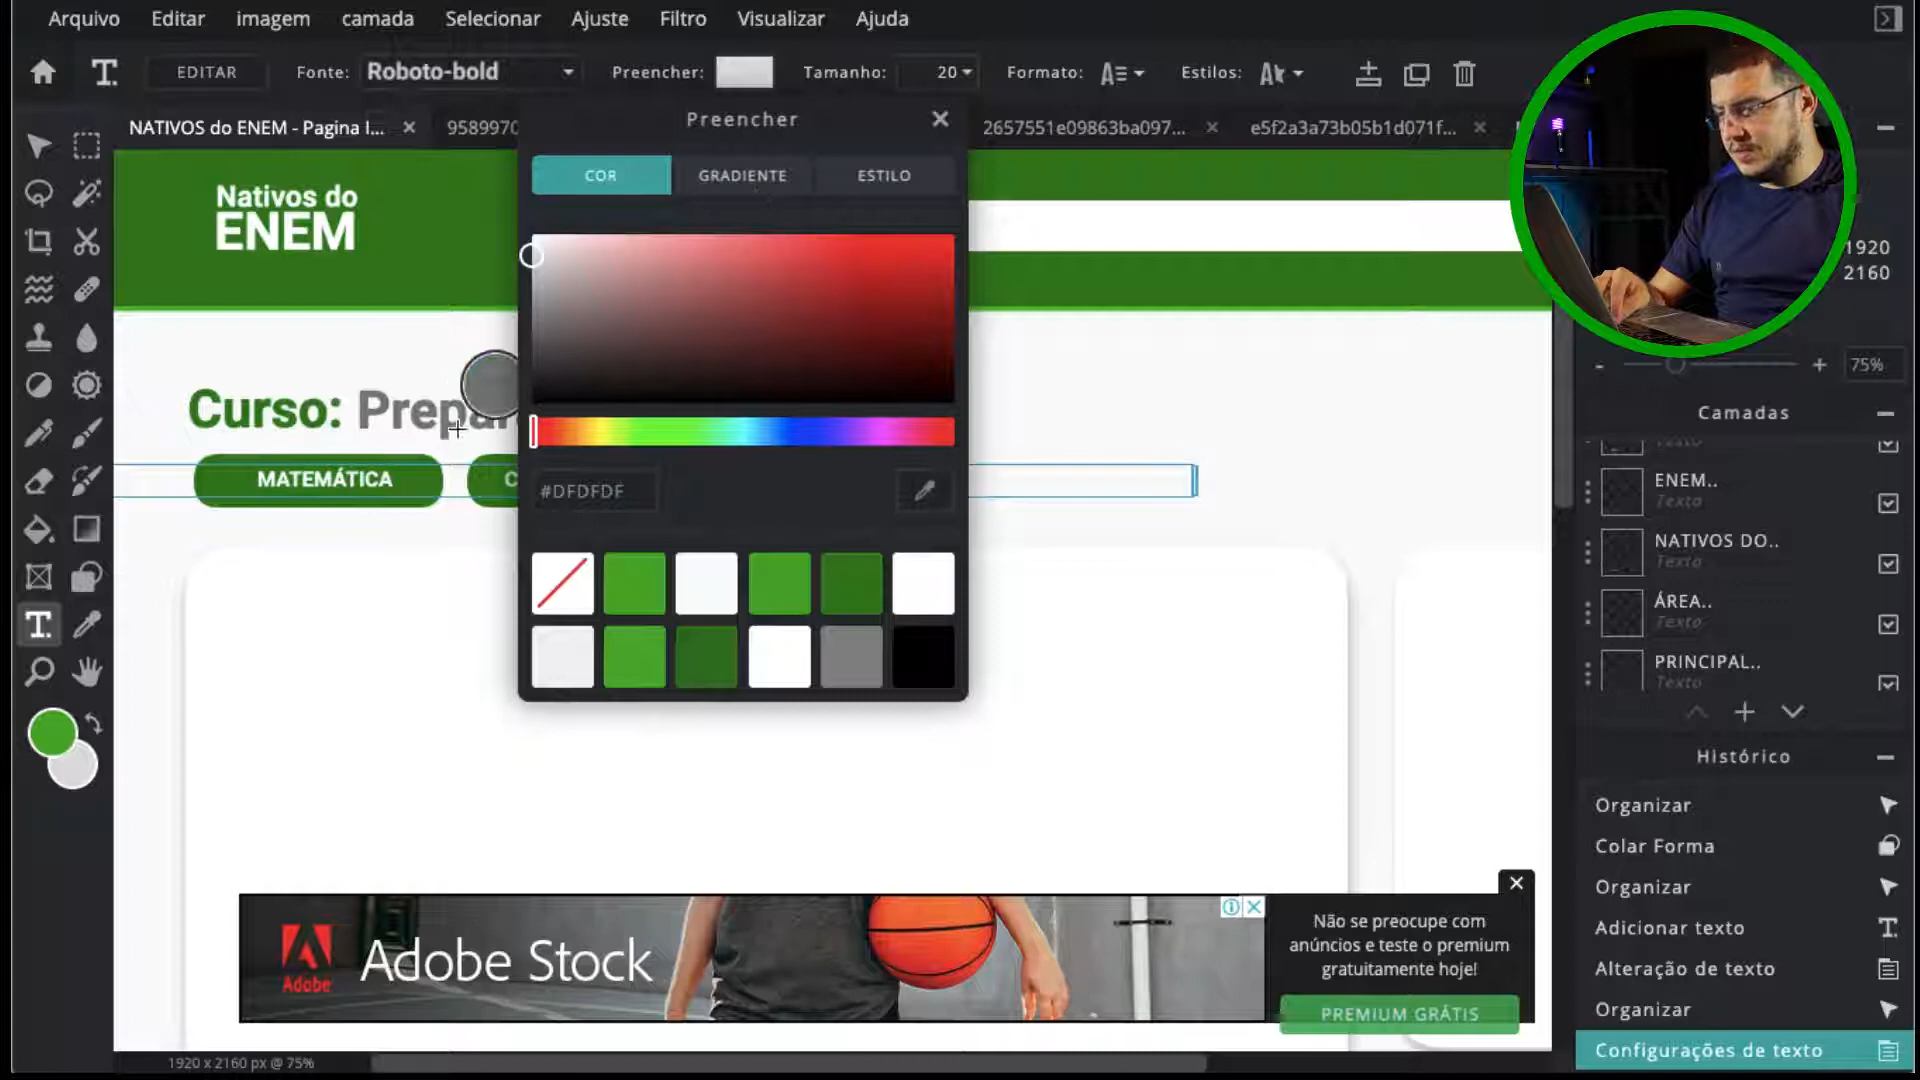 Arquivo Editar imagem camada Selecionar Ajuste Filtro Visualizar Ajuda
EDITAR Fonte: Roboto-bold Preencher: Tamanho: 20 Formato: Estilos:
NATIVOS do ENEM - Pagina I... 9589970 2657551e09863ba097... e5f2a3a73b05b1d071f...
Preencher
COR GRADIENTE ESTILO
Nativos do
ENEM
1920
2160
75%
Curso: Prepar
MATEMÁTICA
C
#DFDFDF
Camadas
Texto
ENEM..
Texto
NATIVOS DO..
Texto
ÁREA..
Texto
PRINCIPAL..
Texto
Histórico
Organizar
Colar Forma
Organizar
Adicionar texto
Alteração de texto
Organizar
Configurações de texto
Adobe
Adobe Stock
Não se preocupe com
anúncios e teste o premium
gratuitamente hoje!
PREMIUM GRÁTIS
1920 x 2160 px @ 75%